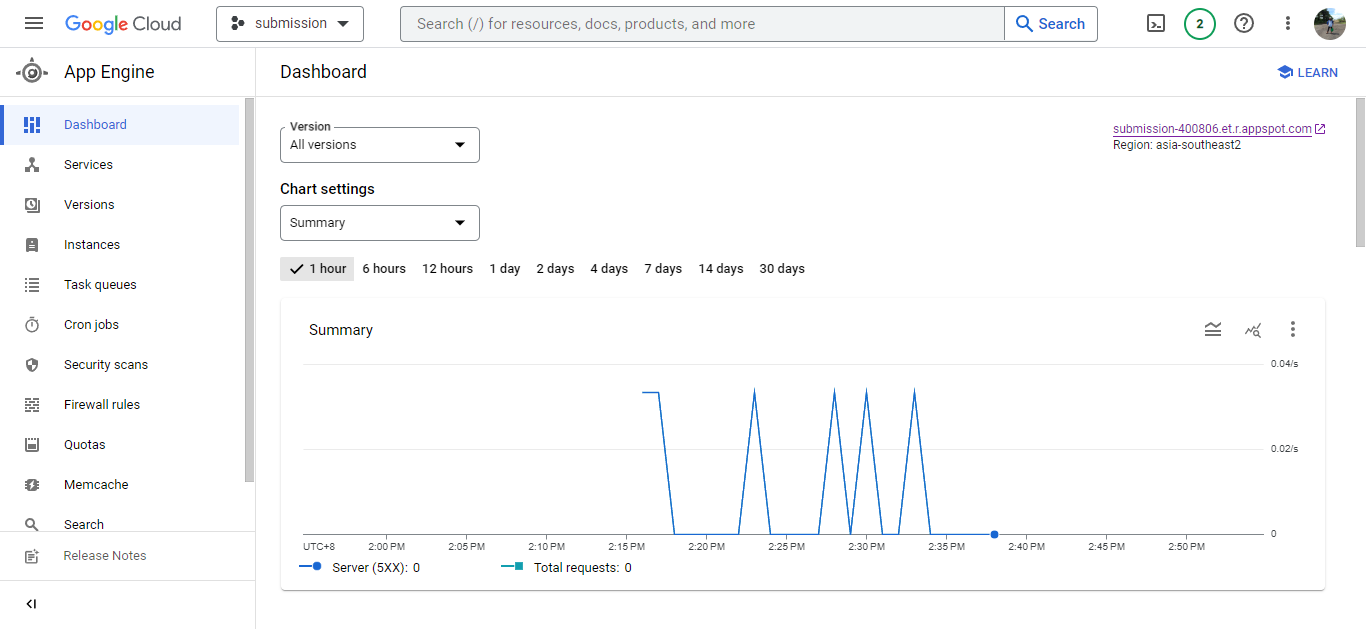 Google Cloud
submission
Search (/) for resources, docs, products, and more
Search
2
App Engine
Dashboard
LEARN
Dashboard
Services
Versions
Instances
Task queues
Cron jobs
Security scans
Firewall rules
Quotas
Memcache
Search
Release Notes
Version
All versions
submission-400806.et.r.appspot.com
Region: asia-southeast2
Chart settings
Summary
1 hour 6 hours 12 hours 1 day 2 days 4 days 7 days 14 days 30 days
Summary
0.04/s
0.02/s
0
UTC+8 2:00 PM 2:05 PM 2:10 PM 2:15 PM 2:20 PM 2:25 PM 2:30 PM 2:35 PM 2:40 PM 2:45 PM 2:50 PM
Server (5XX): 0 Total requests: 0